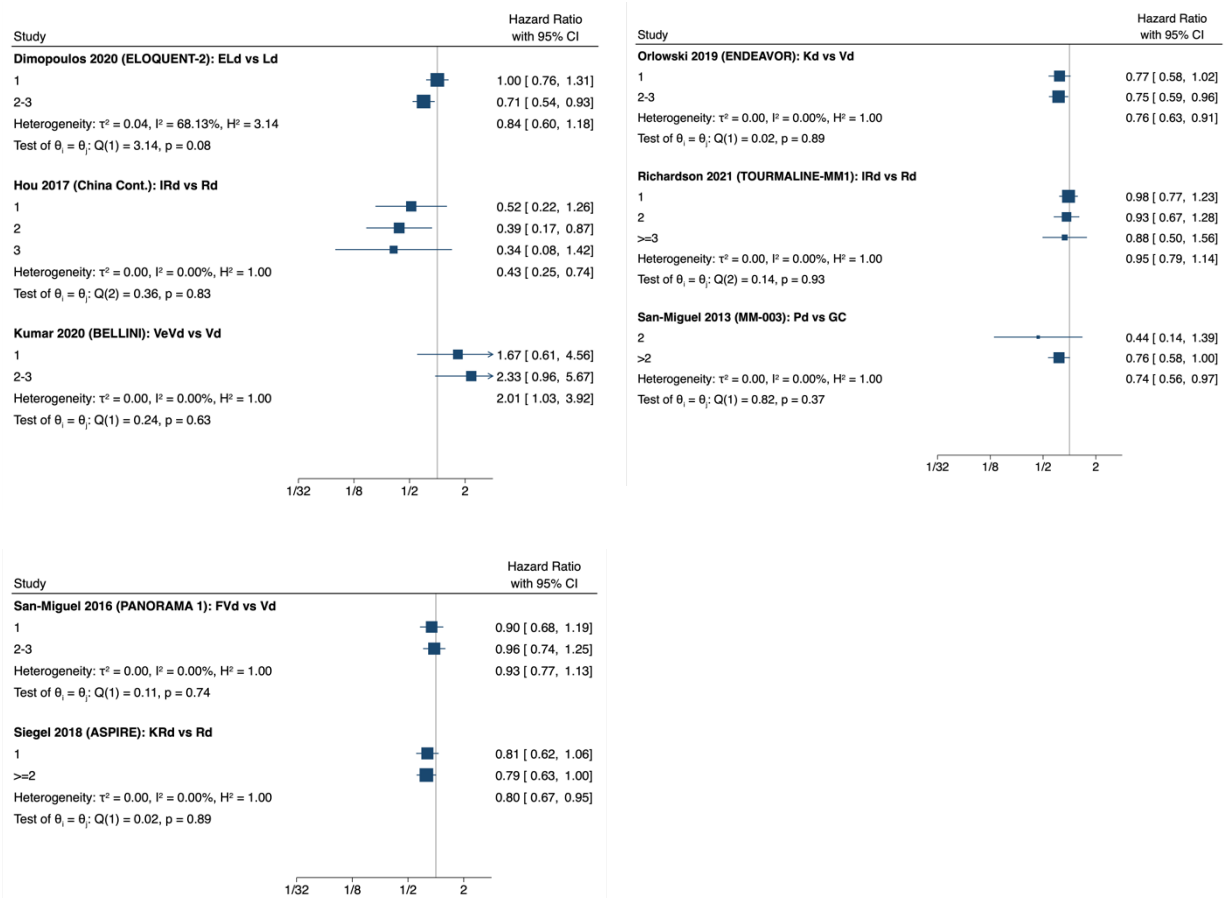 Hazard Ratio
Study with 95% CI
Dimopoulos 2020 (ELOQUENT-2): ELd vs Ld
1 1.00 [ 0.76, 1.31]
2-3 0.71 [ 0.54, 0.93]
Heterogeneity: τ² = 0.04, I² = 68.13%, H² = 3.14 0.84 [ 0.60, 1.18]
Test of θᵢ = θⱼ: Q(1) = 3.14, p = 0.08
Hou 2017 (China Cont.): IRd vs Rd
1 0.52 [ 0.22, 1.26]
2 0.39 [ 0.17, 0.87]
3 0.34 [ 0.08, 1.42]
Heterogeneity: τ² = 0.00, I² = 0.00%, H² = 1.00 0.43 [ 0.25, 0.74]
Test of θᵢ = θⱼ: Q(2) = 0.36, p = 0.83
Kumar 2020 (BELLINI): VeVd vs Vd
1 1.67 [ 0.61, 4.56]
2-3 2.33 [ 0.96, 5.67]
Heterogeneity: τ² = 0.00, I² = 0.00%, H² = 1.00 2.01 [ 1.03, 3.92]
Test of θᵢ = θⱼ: Q(1) = 0.24, p = 0.63
1/32 1/8 1/2 2
Hazard Ratio
Study with 95% CI
Orlowski 2019 (ENDEAVOR): Kd vs Vd
1 0.77 [ 0.58, 1.02]
2-3 0.75 [ 0.59, 0.96]
Heterogeneity: τ² = 0.00, I² = 0.00%, H² = 1.00 0.76 [ 0.63, 0.91]
Test of θᵢ = θⱼ: Q(1) = 0.02, p = 0.89
Richardson 2021 (TOURMALINE-MM1): IRd vs Rd
1 0.98 [ 0.77, 1.23]
2 0.93 [ 0.67, 1.28]
>=3 0.88 [ 0.50, 1.56]
Heterogeneity: τ² = 0.00, I² = 0.00%, H² = 1.00 0.95 [ 0.79, 1.14]
Test of θᵢ = θⱼ: Q(2) = 0.14, p = 0.93
San-Miguel 2013 (MM-003): Pd vs GC
2 0.44 [ 0.14, 1.39]
>2 0.76 [ 0.58, 1.00]
Heterogeneity: τ² = 0.00, I² = 0.00%, H² = 1.00 0.74 [ 0.56, 0.97]
Test of θᵢ = θⱼ: Q(1) = 0.82, p = 0.37
1/32 1/8 1/2 2
Hazard Ratio
Study with 95% CI
San-Miguel 2016 (PANORAMA 1): FVd vs Vd
1 0.90 [ 0.68, 1.19]
2-3 0.96 [ 0.74, 1.25]
Heterogeneity: τ² = 0.00, I² = 0.00%, H² = 1.00 0.93 [ 0.77, 1.13]
Test of θᵢ = θⱼ: Q(1) = 0.11, p = 0.74
Siegel 2018 (ASPIRE): KRd vs Rd
1 0.81 [ 0.62, 1.06]
>=2 0.79 [ 0.63, 1.00]
Heterogeneity: τ² = 0.00, I² = 0.00%, H² = 1.00 0.80 [ 0.67, 0.95]
Test of θᵢ = θⱼ: Q(1) = 0.02, p = 0.89
1/32 1/8 1/2 2